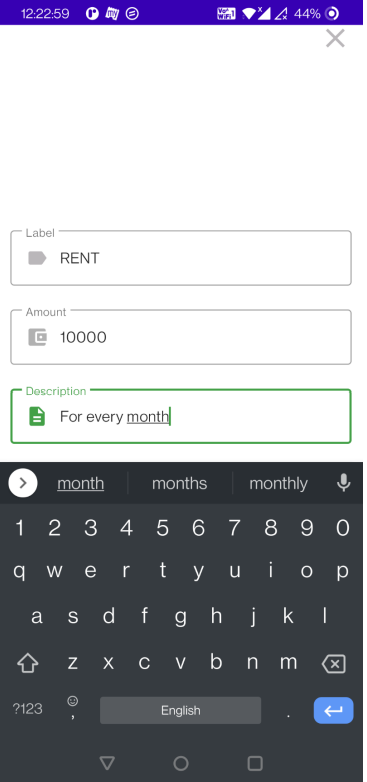 12:22:59 44%
Label
RENT
Amount
10000
Description
For every month
month months monthly
1 2 3 4 5 6 7 8 9 0
q w e r t y u i o p
a s d f g h j k l
z x c v b n m
?123 , English .